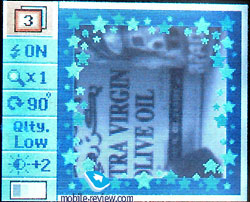 3
ON
x1
90°
Qlty.
Low
+2
TRA VIRGIN
LIVE OIL
mobile-review.com